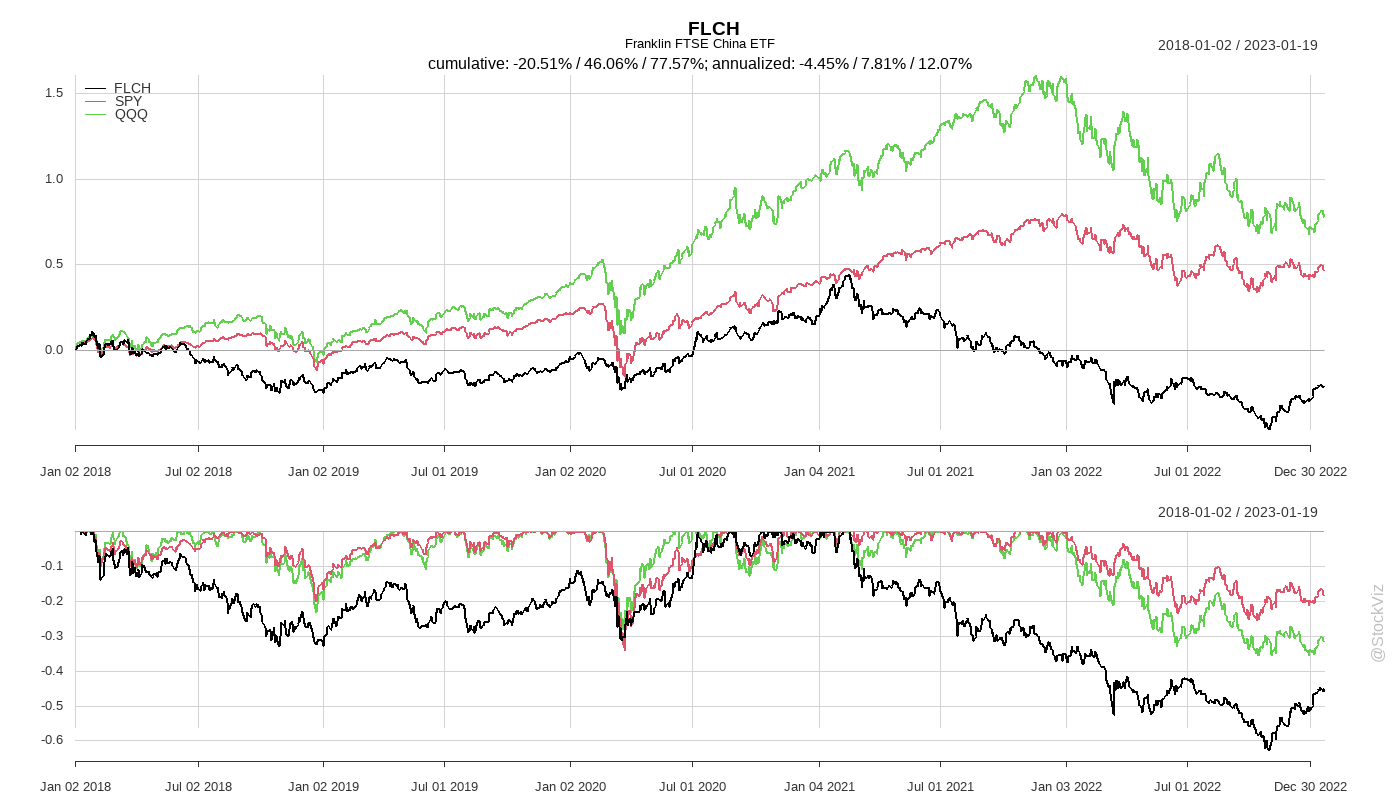 FLCH
Franklin FTSE China ETF
2018-01-02 / 2023-01-19
cumulative: -20.51% / 46.06% / 77.57%; annualized: -4.45% / 7.81% / 12.07%
FLCH
SPY
QQQ
1.5
1.0
0.5
0.0
Jan 02 2018 Jul 02 2018 Jan 02 2019 Jul 01 2019 Jan 02 2020 Jul 01 2020 Jan 04 2021 Jul 01 2021 Jan 03 2022 Jul 01 2022 Dec 30 2022
2018-01-02 / 2023-01-19
-0.1
-0.2
-0.3
-0.4
-0.5
-0.6
Jan 02 2018 Jul 02 2018 Jan 02 2019 Jul 01 2019 Jan 02 2020 Jul 01 2020 Jan 04 2021 Jul 01 2021 Jan 03 2022 Jul 01 2022 Dec 30 2022
@StockViz